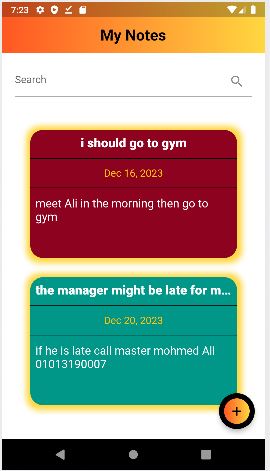 7:23
My Notes
Search
i should go to gym
Dec 16, 2023
meet Ali in the morning then go to
gym
the manager might be late for m...
Dec 20, 2023
if he is late call master mohmed Ali
01013190007
+